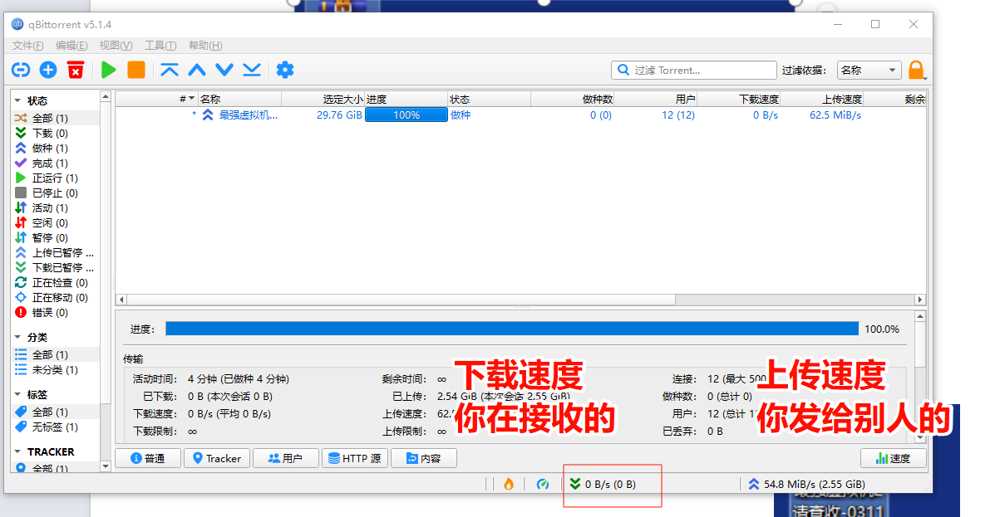 qBittorrent v5.1.4
文件(F) 编辑(E) 视图(V) 工具(T) 帮助(H)
过滤 Torrent... 过滤依据: 名称
状态
全部 (1)
下载 (0)
做种 (1)
完成 (1)
正运行 (1)
已停止 (0)
活动 (1)
空闲 (0)
暂停 (0)
上传已暂停 ...
下载已暂停 ...
正在检查 (0)
正在移动 (0)
错误 (0)
分类
全部 (1)
未分类 (1)
标签
全部 (1)
无标签 (1)
TRACKER
全部 (1)
# 名称 选定大小 进度 状态 做种数 用户 下载速度 上传速度 剩余
* 最强虚拟机... 29.76 GiB 100% 做种 0 (0) 12 (12) 0 B/s 62.5 MiB/s
进度: 100.0%
传输
活动时间: 4 分钟 (已做种 4 分钟) 剩余时间: ∞ 连接: 12 (最大 500
已下载: 0 B (本次会话 0 B) 已上传: 2.54 GiB (本次会话 2.55 GiB) 做种数: 0 (总计 0)
下载速度: 0 B/s (平均 0 B/s) 上传速度: 62. 用户: 12 (总计
下载限制: ∞ 上传限制: ∞ 已丢弃: 0 B
下载速度
你在接收的
上传速度
你发给别人的
普通 Tracker 用户 HTTP 源 内容 速度
0 B/s (0 B) 54.8 MiB/s (2.55 GiB)
请查收-0311